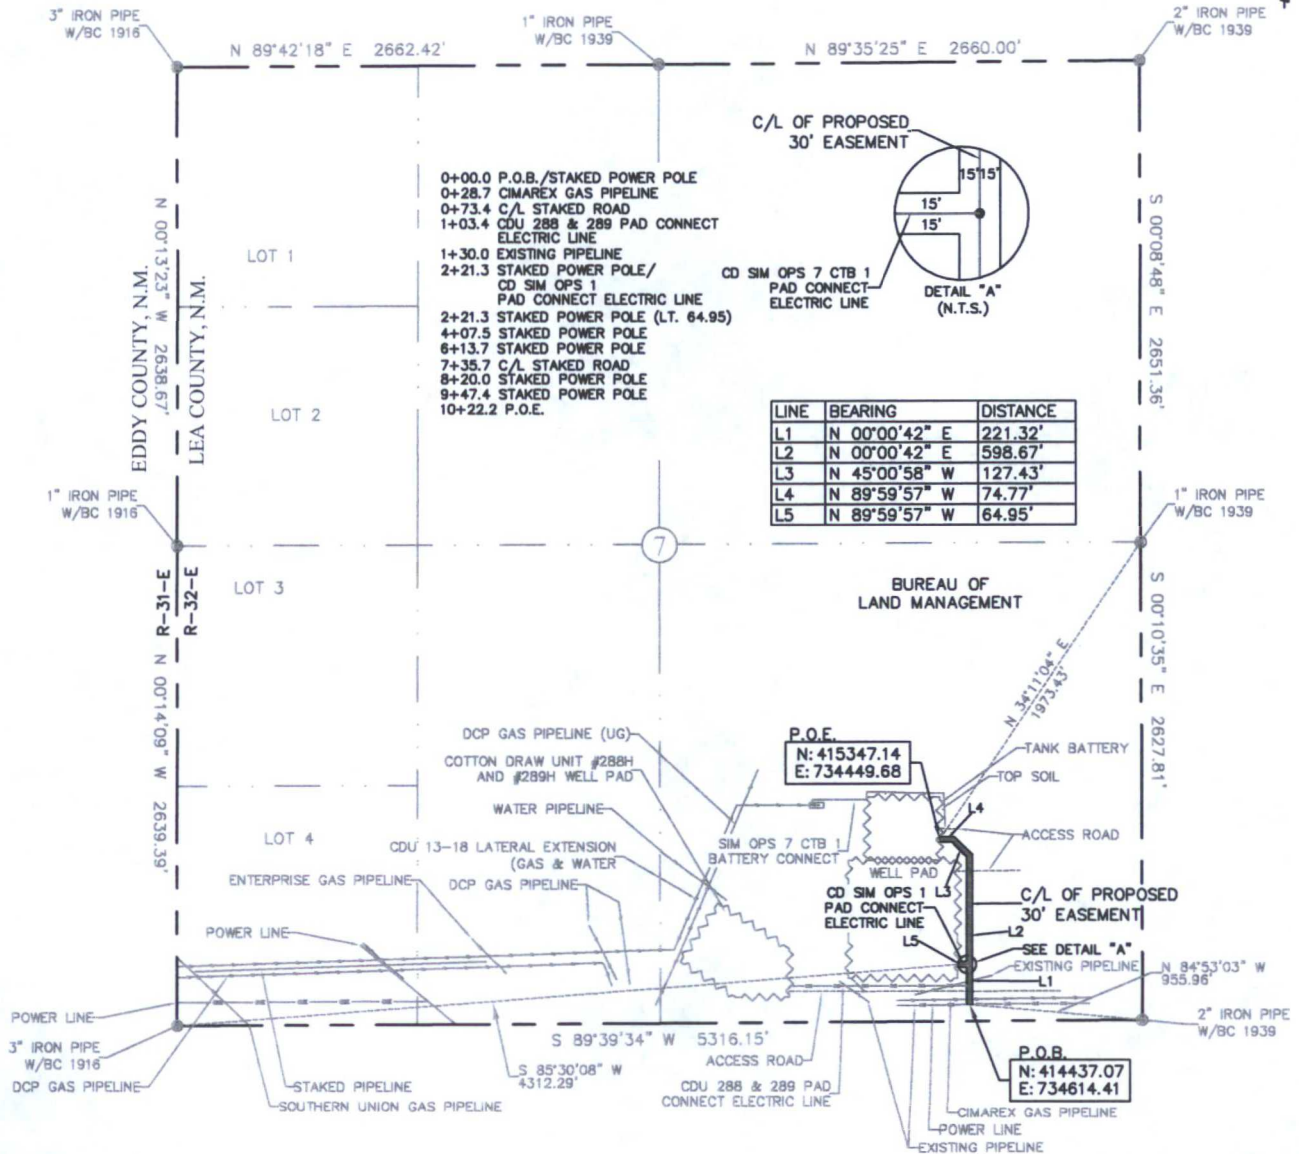 3" IRON PIPE
W/BC 1916
N 89°42'18" E 2662.42'
1" IRON PIPE
W/BC 1939
N 89°35'25" E 2660.00'
2" IRON PIPE
W/BC 1939
C/L OF PROPOSED
30' EASEMENT
15' 15'
15'
15'
CD SIM OPS 7 CTB 1
PAD CONNECT
ELECTRIC LINE
DETAIL "A"
(N.T.S.)
0+00.0 P.O.B./STAKED POWER POLE
0+28.7 CIMAREX GAS PIPELINE
0+73.4 C/L STAKED ROAD
1+03.4 CDU 288 & 289 PAD CONNECT
ELECTRIC LINE
1+30.0 EXISTING PIPELINE
2+21.3 STAKED POWER POLE/
CD SIM OPS 1
PAD CONNECT ELECTRIC LINE
2+21.3 STAKED POWER POLE (LT. 64.95)
4+07.5 STAKED POWER POLE
6+13.7 STAKED POWER POLE
7+35.7 C/L STAKED ROAD
8+20.0 STAKED POWER POLE
9+47.4 STAKED POWER POLE
10+22.2 P.O.E.
LOT 1
EDDY COUNTY, N.M.
N 00°13'23" W 2638.67'
LEA COUNTY, N.M.
LOT 2
S 00°08'48" E 2651.36'
LINE BEARING DISTANCE
L1 N 00°00'42" E 221.32'
L2 N 00°00'42" E 598.67'
L3 N 45°00'58" W 127.43'
L4 N 89°59'57" W 74.77'
L5 N 89°59'57" W 64.95'
1" IRON PIPE
W/BC 1916
1" IRON PIPE
W/BC 1939
7
R-31-E
R-32-E
LOT 3
N 00°14'09" W 2639.39'
BUREAU OF
LAND MANAGEMENT
S 00°10'35" E 2627.81'
N 34°11'04" E
1973.43'
DCP GAS PIPELINE (UG)
COTTON DRAW UNIT #288H
AND #289H WELL PAD
WATER PIPELINE
P.O.E.
N: 415347.14
E: 734449.68
TANK BATTERY
TOP SOIL
L4
ACCESS ROAD
LOT 4
CDU 13-18 LATERAL EXTENSION
(GAS & WATER
SIM OPS 7 CTB 1
BATTERY CONNECT
ENTERPRISE GAS PIPELINE
DCP GAS PIPELINE
WELL PAD
CD SIM OPS 1
PAD CONNECT
ELECTRIC LINE
L3
C/L OF PROPOSED
30' EASEMENT
L2
POWER LINE
L5
SEE DETAIL "A"
EXISTING PIPELINE
L1
N 84°53'03" W
955.96'
POWER LINE
3" IRON PIPE
W/BC 1916
DCP GAS PIPELINE
STAKED PIPELINE
SOUTHERN UNION GAS PIPELINE
S 89°39'34" W 5316.15'
S 85°30'08" W
4312.29'
ACCESS ROAD
CDU 288 & 289 PAD
CONNECT ELECTRIC LINE
2" IRON PIPE
W/BC 1939
P.O.B.
N: 414437.07
E: 734614.41
CIMAREX GAS PIPELINE
POWER LINE
EXISTING PIPELINE